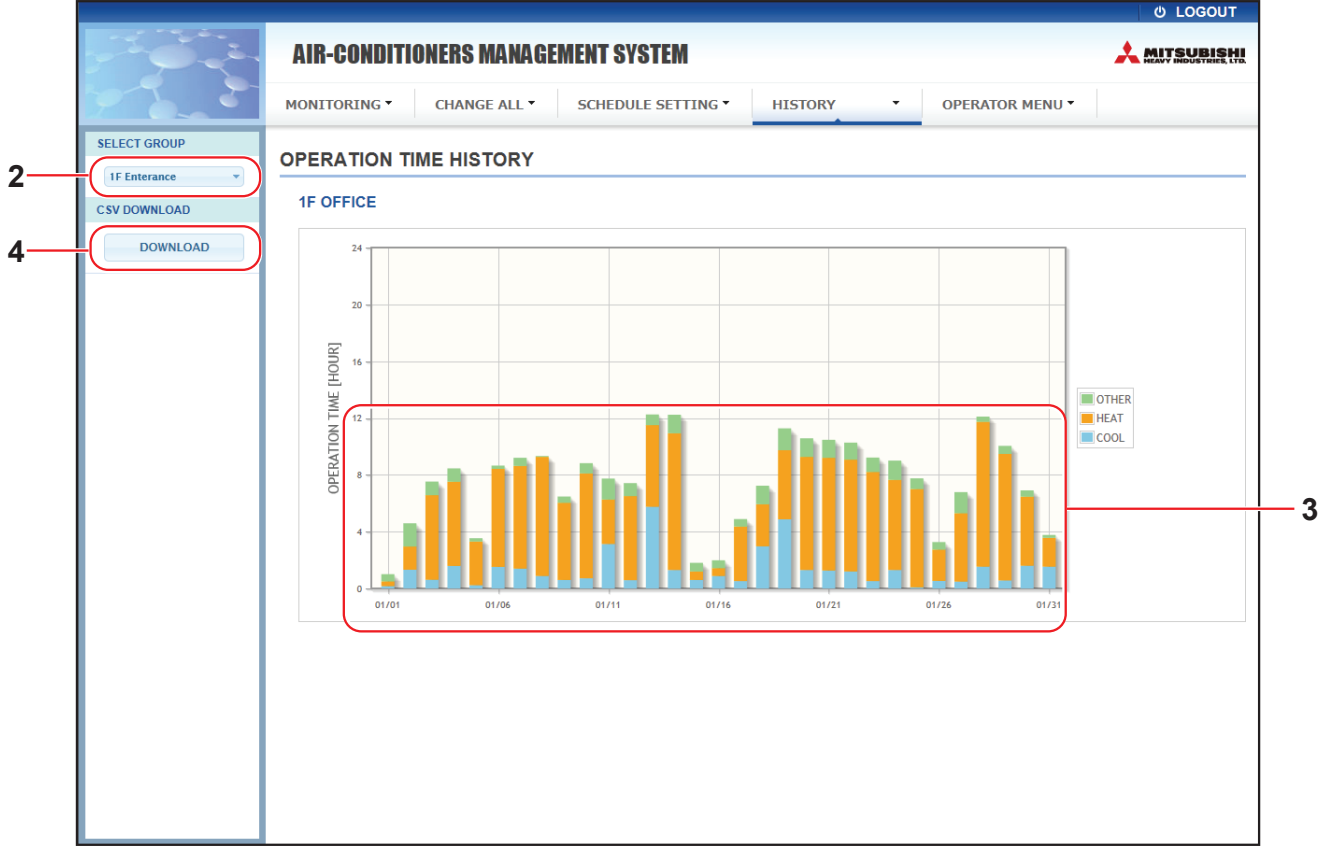 LOGOUT
AIR-CONDITIONERS MANAGEMENT SYSTEM
MITSUBISHI
HEAVY INDUSTRIES, LTD.
MONITORING CHANGE ALL SCHEDULE SETTING HISTORY OPERATOR MENU
SELECT GROUP
2
1F Enterance
CSV DOWNLOAD
4
DOWNLOAD
OPERATION TIME HISTORY
1F OFFICE
OPERATION TIME [HOUR]
24
20
16
12
8
4
0
01/01 01/06 01/11 01/16 01/21 01/26 01/31
OTHER
HEAT
COOL
3